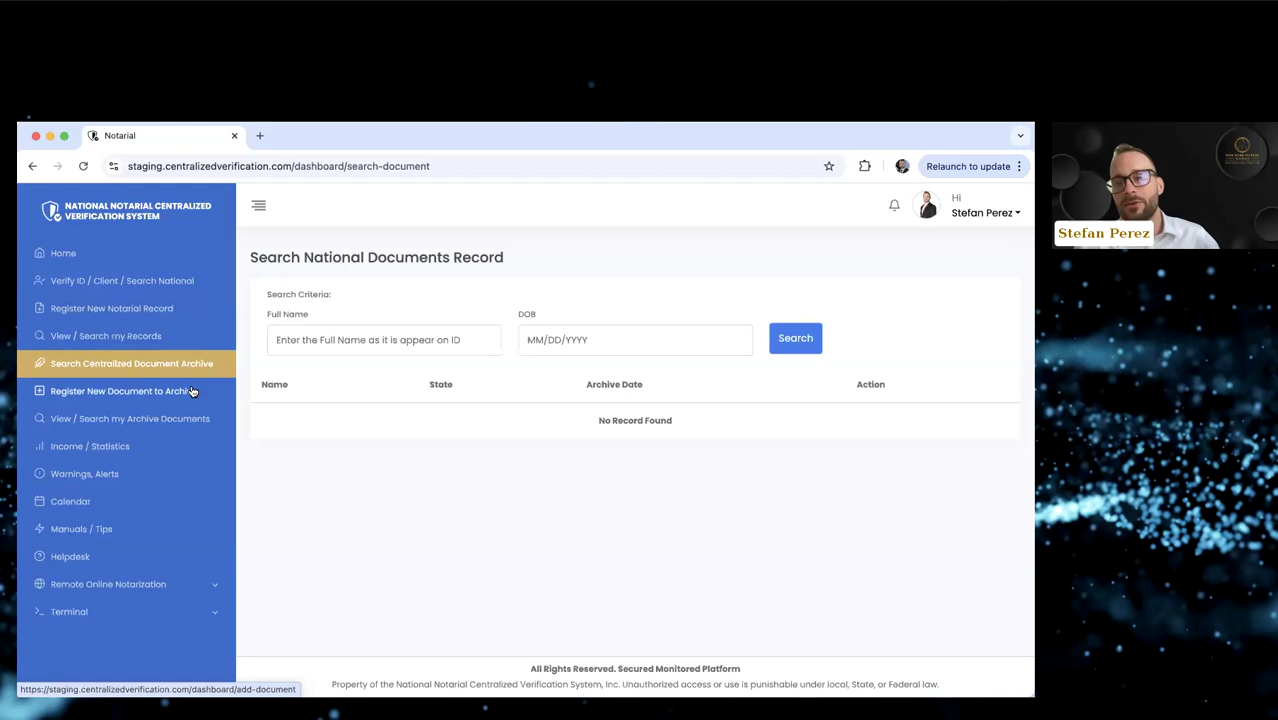 Notarial
staging.centralizedverification.com/dashboard/search-document
Relaunch to update
NATIONAL NOTARIAL CENTRALIZED
VERIFICATION SYSTEM
Hi
Stefan Perez
Home
Verify ID / Client / Search National
Register New Notarial Record
View / Search my Records
Search Centralized Document Archive
Register New Document to Archive
View / Search my Archive Documents
Income / Statistics
Warnings, Alerts
Calendar
Manuals / Tips
Helpdesk
Remote Online Notarization
Terminal
Search National Documents Record
Search Criteria:
Full Name
DOB
Enter the Full Name as it is appear on ID
MM/DD/YYYY
Search
Name State Archive Date Action
No Record Found
All Rights Reserved. Secured Monitored Platform
Property of the National Notarial Centralized Verification System, Inc. Unauthorized access or use is punishable under local, State, or Federal law.
https://staging.centralizedverification.com/dashboard/add-document
Stefan Perez